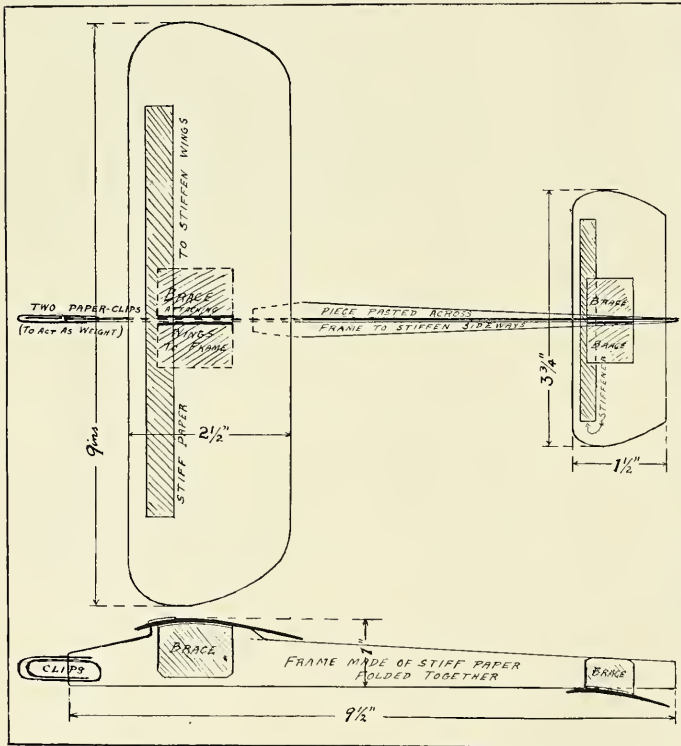 9ins
TO STIFFEN WINGS
STIFF PAPER
TWO PAPER-CLIPS
(TO ACT AS WEIGHT)
BRACE
ATTACHING
WINGS
TO FRAME
2½"
PIECE PASTED ACROSS
FRAME TO STIFFEN SIDEWAYS
3¾"
BRACE
BRACE
STIFFENER
1½"
CLIPS
BRACE
1"
FRAME MADE OF STIFF PAPER
FOLDED TOGETHER
BRACE
9½"